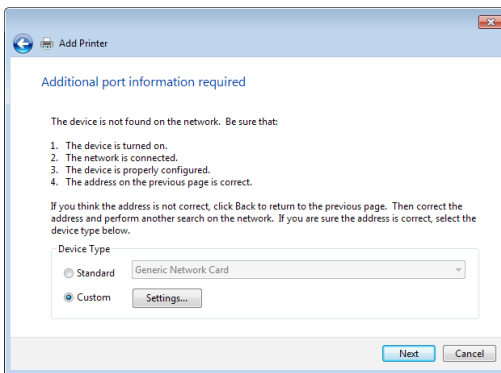 Add Printer
Additional port information required
The device is not found on the network. Be sure that:
1. The device is turned on.
2. The network is connected.
3. The device is properly configured.
4. The address on the previous page is correct.
If you think the address is not correct, click Back to return to the previous page. Then correct the
address and perform another search on the network. If you are sure the address is correct, select the
device type below.
Device Type
Standard Generic Network Card
Custom Settings...
Next Cancel